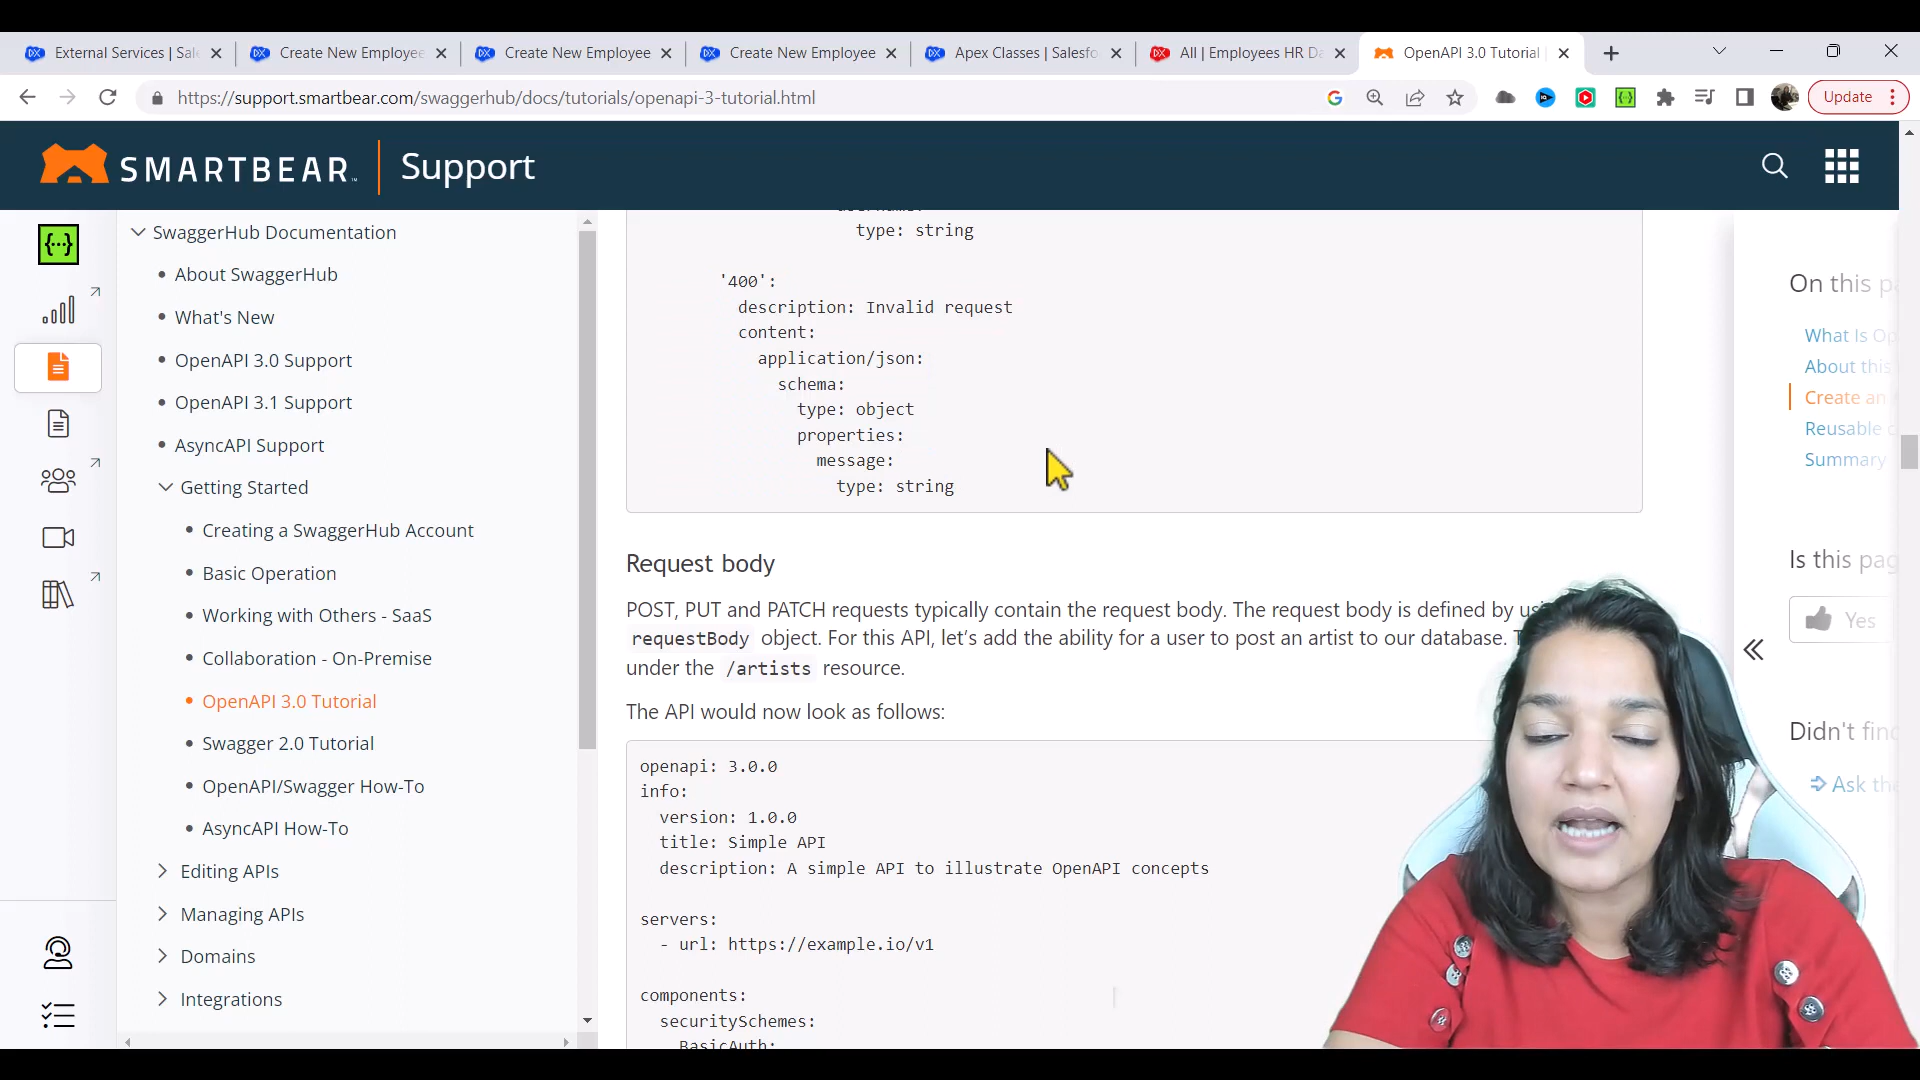 External Services | Sal
Create New Employee
Create New Employee
Create New Employee
Apex Classes | Salesfo
All | Employees HR Da
OpenAPI 3.0 Tutorial
https://support.smartbear.com/swaggerhub/docs/tutorials/openapi-3-tutorial.html
Update
SMARTBEAR
Support
SwaggerHub Documentation
About SwaggerHub
What's New
OpenAPI 3.0 Support
OpenAPI 3.1 Support
AsyncAPI Support
Getting Started
Creating a SwaggerHub Account
Basic Operation
Working with Others - SaaS
Collaboration - On-Premise
OpenAPI 3.0 Tutorial
Swagger 2.0 Tutorial
OpenAPI/Swagger How-To
AsyncAPI How-To
Editing APIs
Managing APIs
Domains
Integrations
type: string
'400':
description: Invalid request
content:
application/json:
schema:
type: object
properties:
message:
type: string
Request body
POST, PUT and PATCH requests typically contain the request body. The request body is defined by usi
requestBody object. For this API, let's add the ability for a user to post an artist to our database. T
under the /artists resource.
The API would now look as follows:
openapi: 3.0.0
info:
version: 1.0.0
title: Simple API
description: A simple API to illustrate OpenAPI concepts
servers:
- url: https://example.io/v1
components:
securitySchemes:
BasicAuth:
On this pa
What Is Op
About this
Create an
Reusable c
Summary
Is this pag
Yes
Didn't fin
Ask the